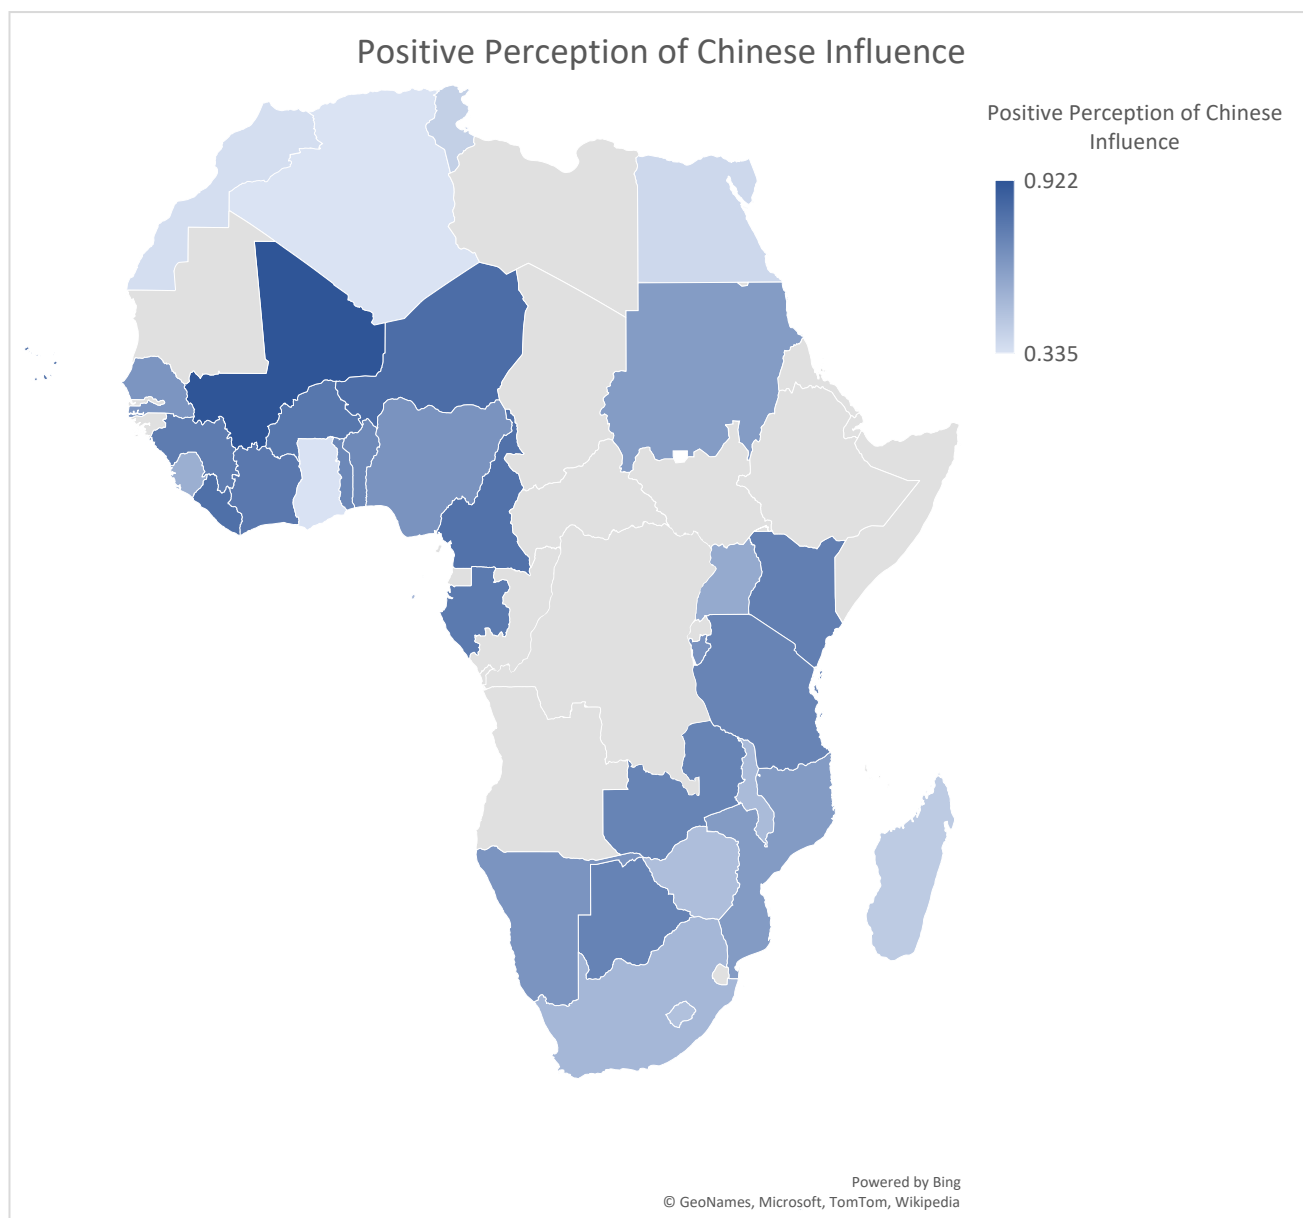 Positive Perception of Chinese Influence
Positive Perception of Chinese
Influence
0.922
0.335
Powered by Bing
© GeoNames, Microsoft, TomTom, Wikipedia